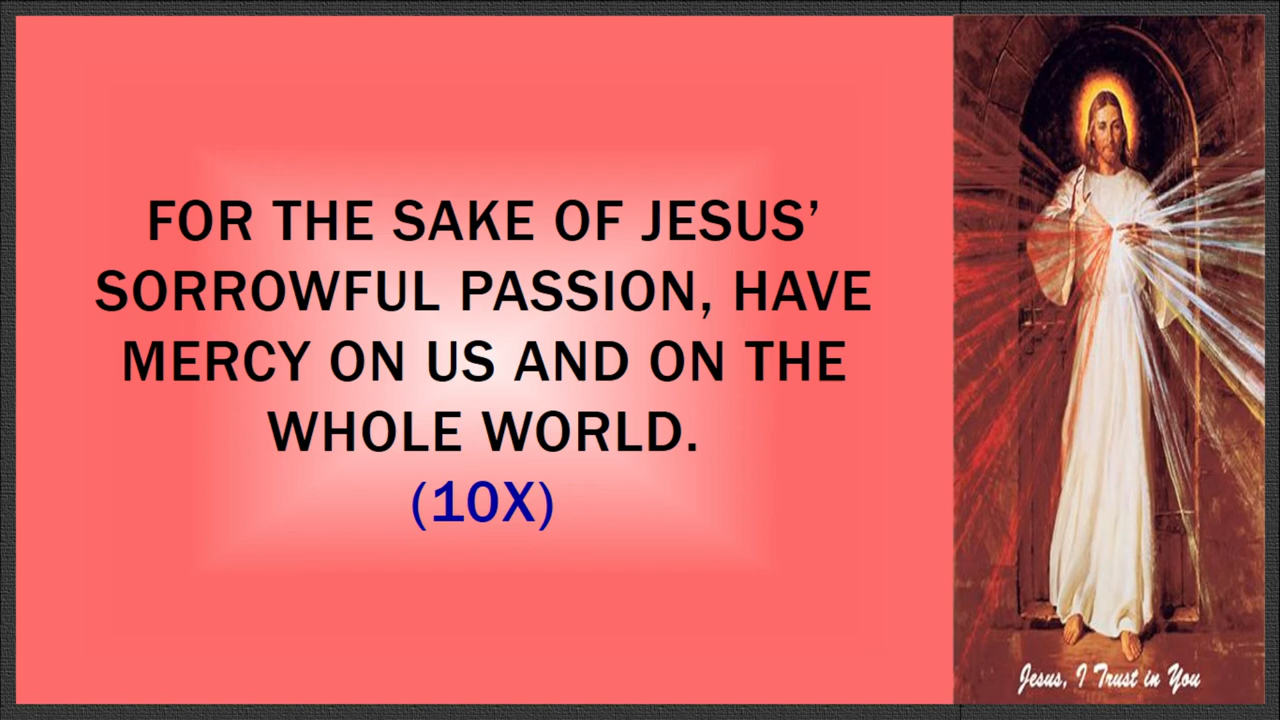 FOR THE SAKE OF JESUS’
SORROWFUL PASSION, HAVE
MERCY ON US AND ON THE
WHOLE WORLD.
(10X)
Jesus, I Trust in You